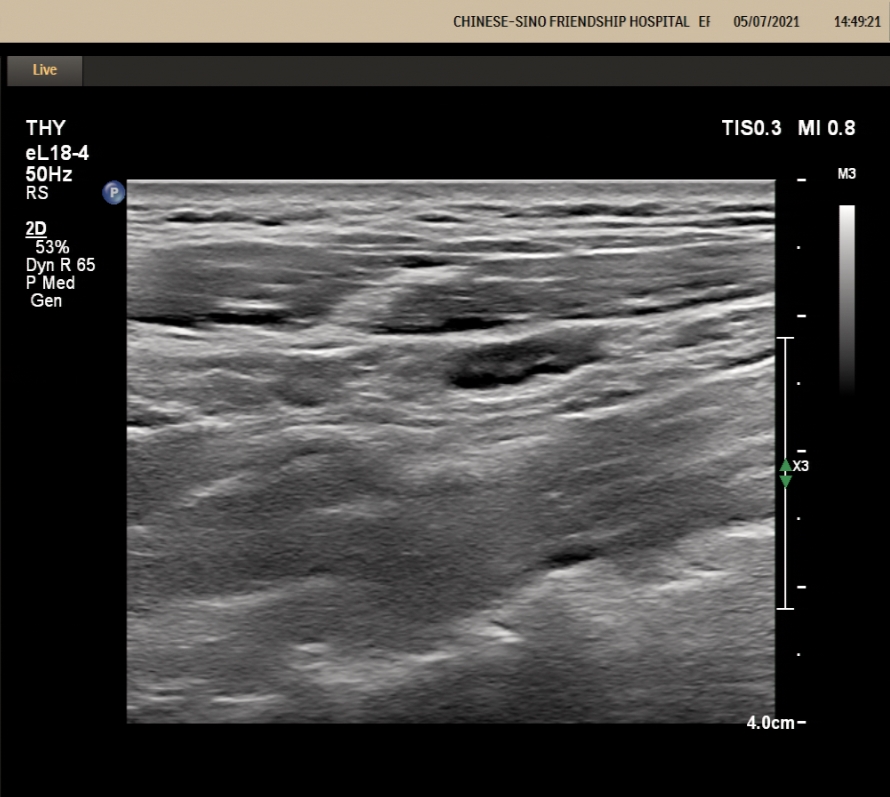 CHINESE-SINO FRIENDSHIP HOSPITAL EF 05/07/2021 14:49:21
Live
THY
TIS0.3 MI 0.8
eL18-4
50Hz
RS
P
M3
2D
53%
Dyn R 65
P Med
Gen
X3
4.0cm